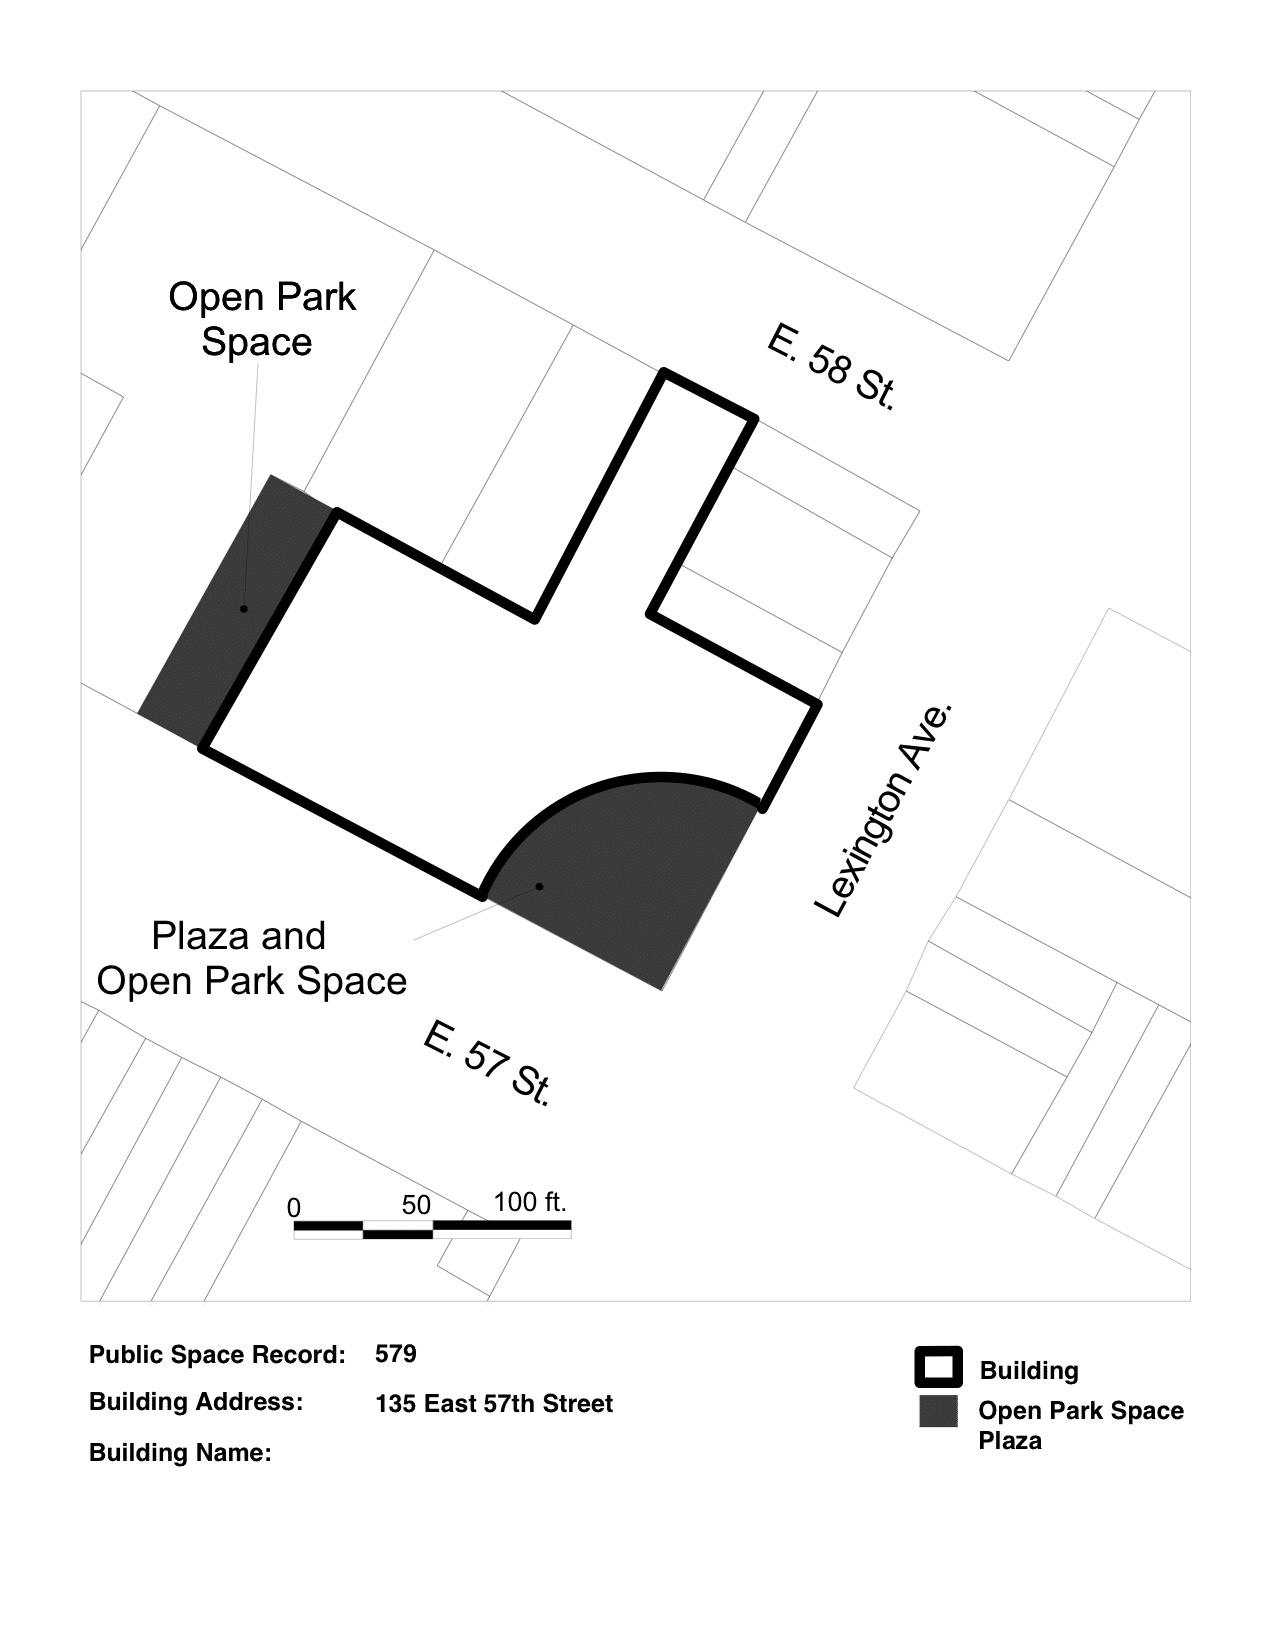 Open Park
Space
E. 58 St.
Lexington Ave.
Plaza and
Open Park Space
E. 57 St.
0 50 100 ft.
Public Space Record: 579
Building Address: 135 East 57th Street
Building Name:
Building
Open Park Space
Plaza